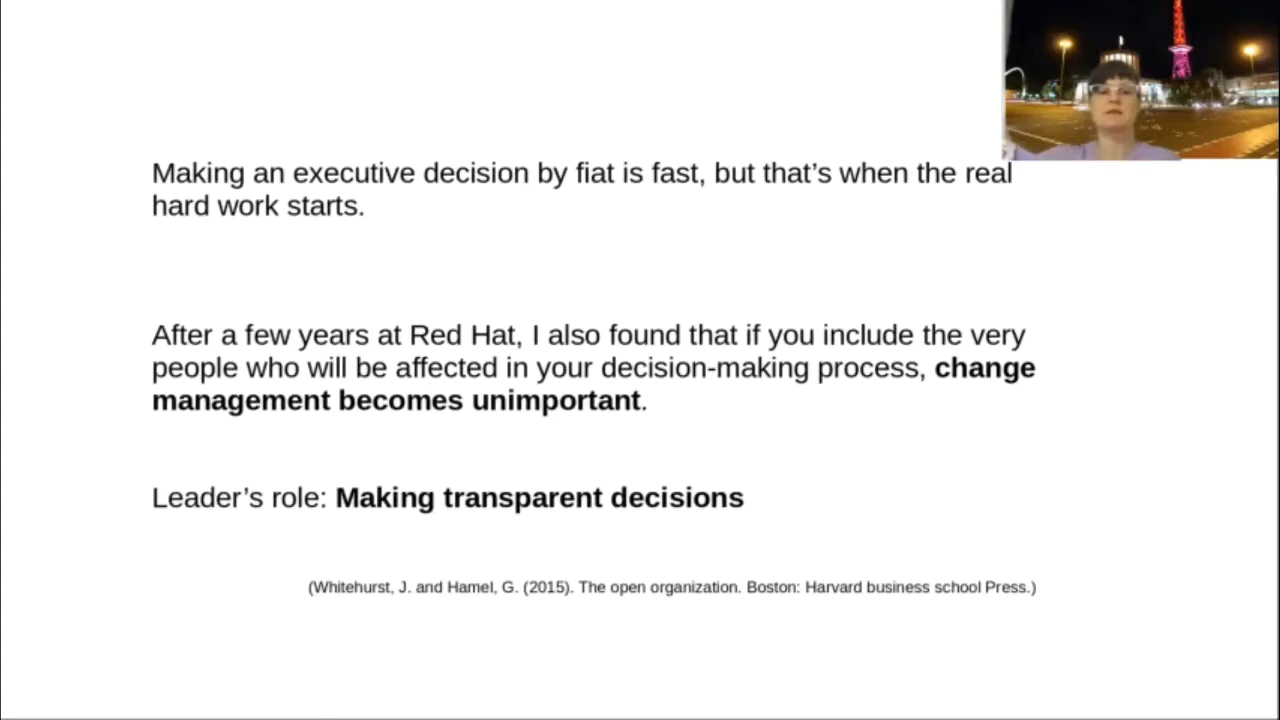 Making an executive decision by fiat is fast, but that’s when the real
hard work starts.
After a few years at Red Hat, I also found that if you include the very
people who will be affected in your decision-making process, change
management becomes unimportant.
Leader’s role: Making transparent decisions
(Whitehurst, J. and Hamel, G. (2015). The open organization. Boston: Harvard business school Press.)